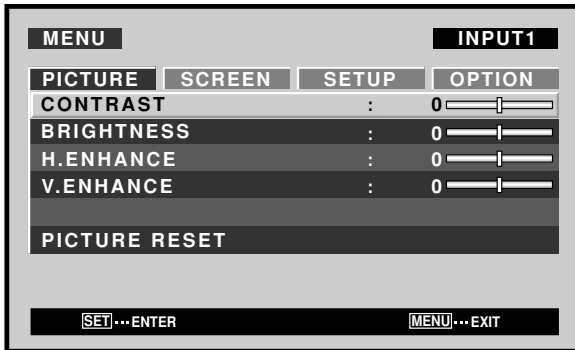 MENU INPUT1
PICTURE SCREEN SETUP OPTION
CONTRAST : 0
BRIGHTNESS : 0
H.ENHANCE : 0
V.ENHANCE : 0
PICTURE RESET
SET···ENTER MENU···EXIT